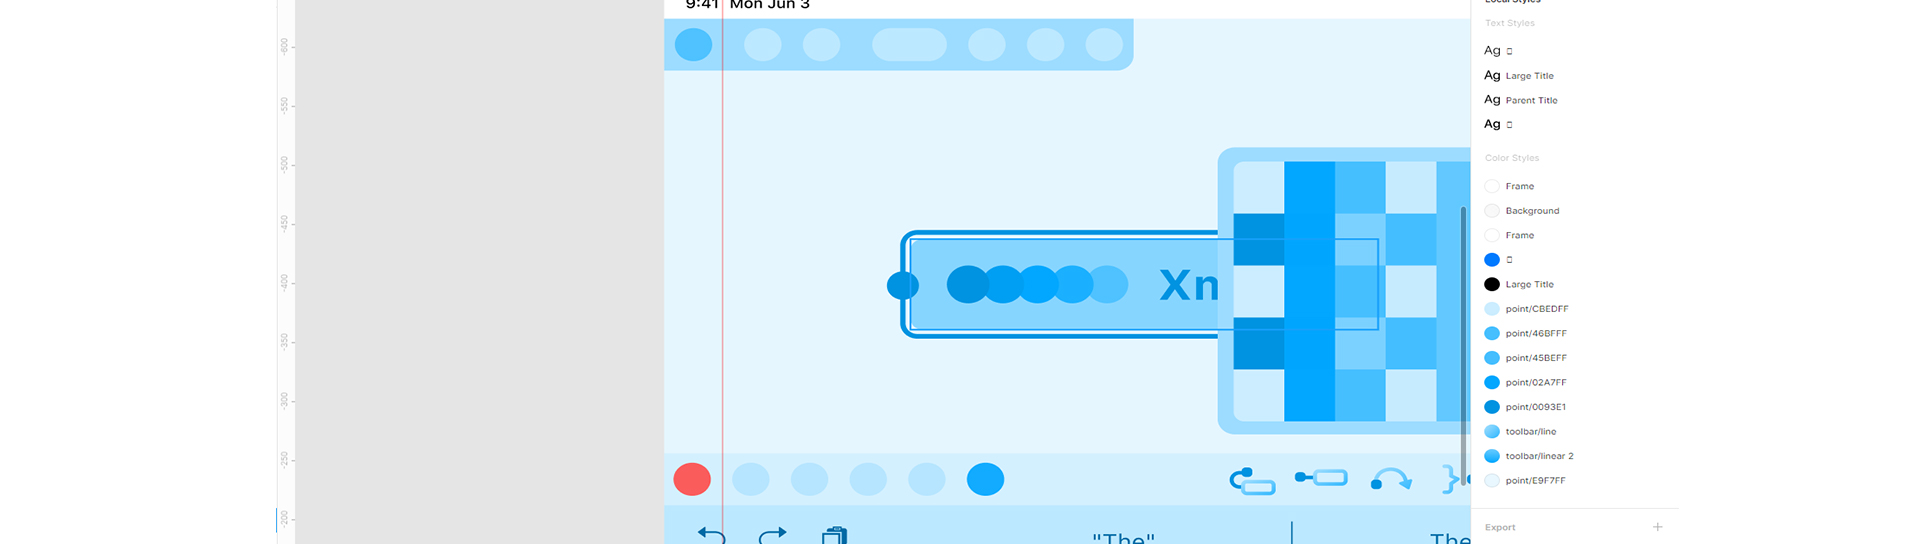 9:41 Mon Jun 3
-600
-550
-500
-450
-400
-350
-300
-250
-200
Xn
"The"
The
Local Styles
Text Styles
Ag
Ag Large Title
Ag Parent Title
Ag
Color Styles
Frame
Background
Frame
Large Title
point/CBEDFF
point/46BFFF
point/45BEFF
point/02A7FF
point/0093E1
toolbar/line
toolbar/linear 2
point/E9F7FF
Export